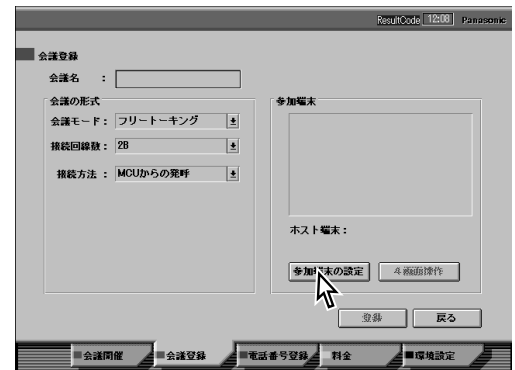 ResultCode 12:08 Panasonic
会議登録
会議名 :
会議の形式
会議モード: フリートーキング
接続回線数: 2B
接続方法 : MCUからの発呼
参加端末
ホスト端末:
参加端末の設定 4画面操作
登録 戻る
会議開催 会議登録 電話番号登録 料金 環境設定